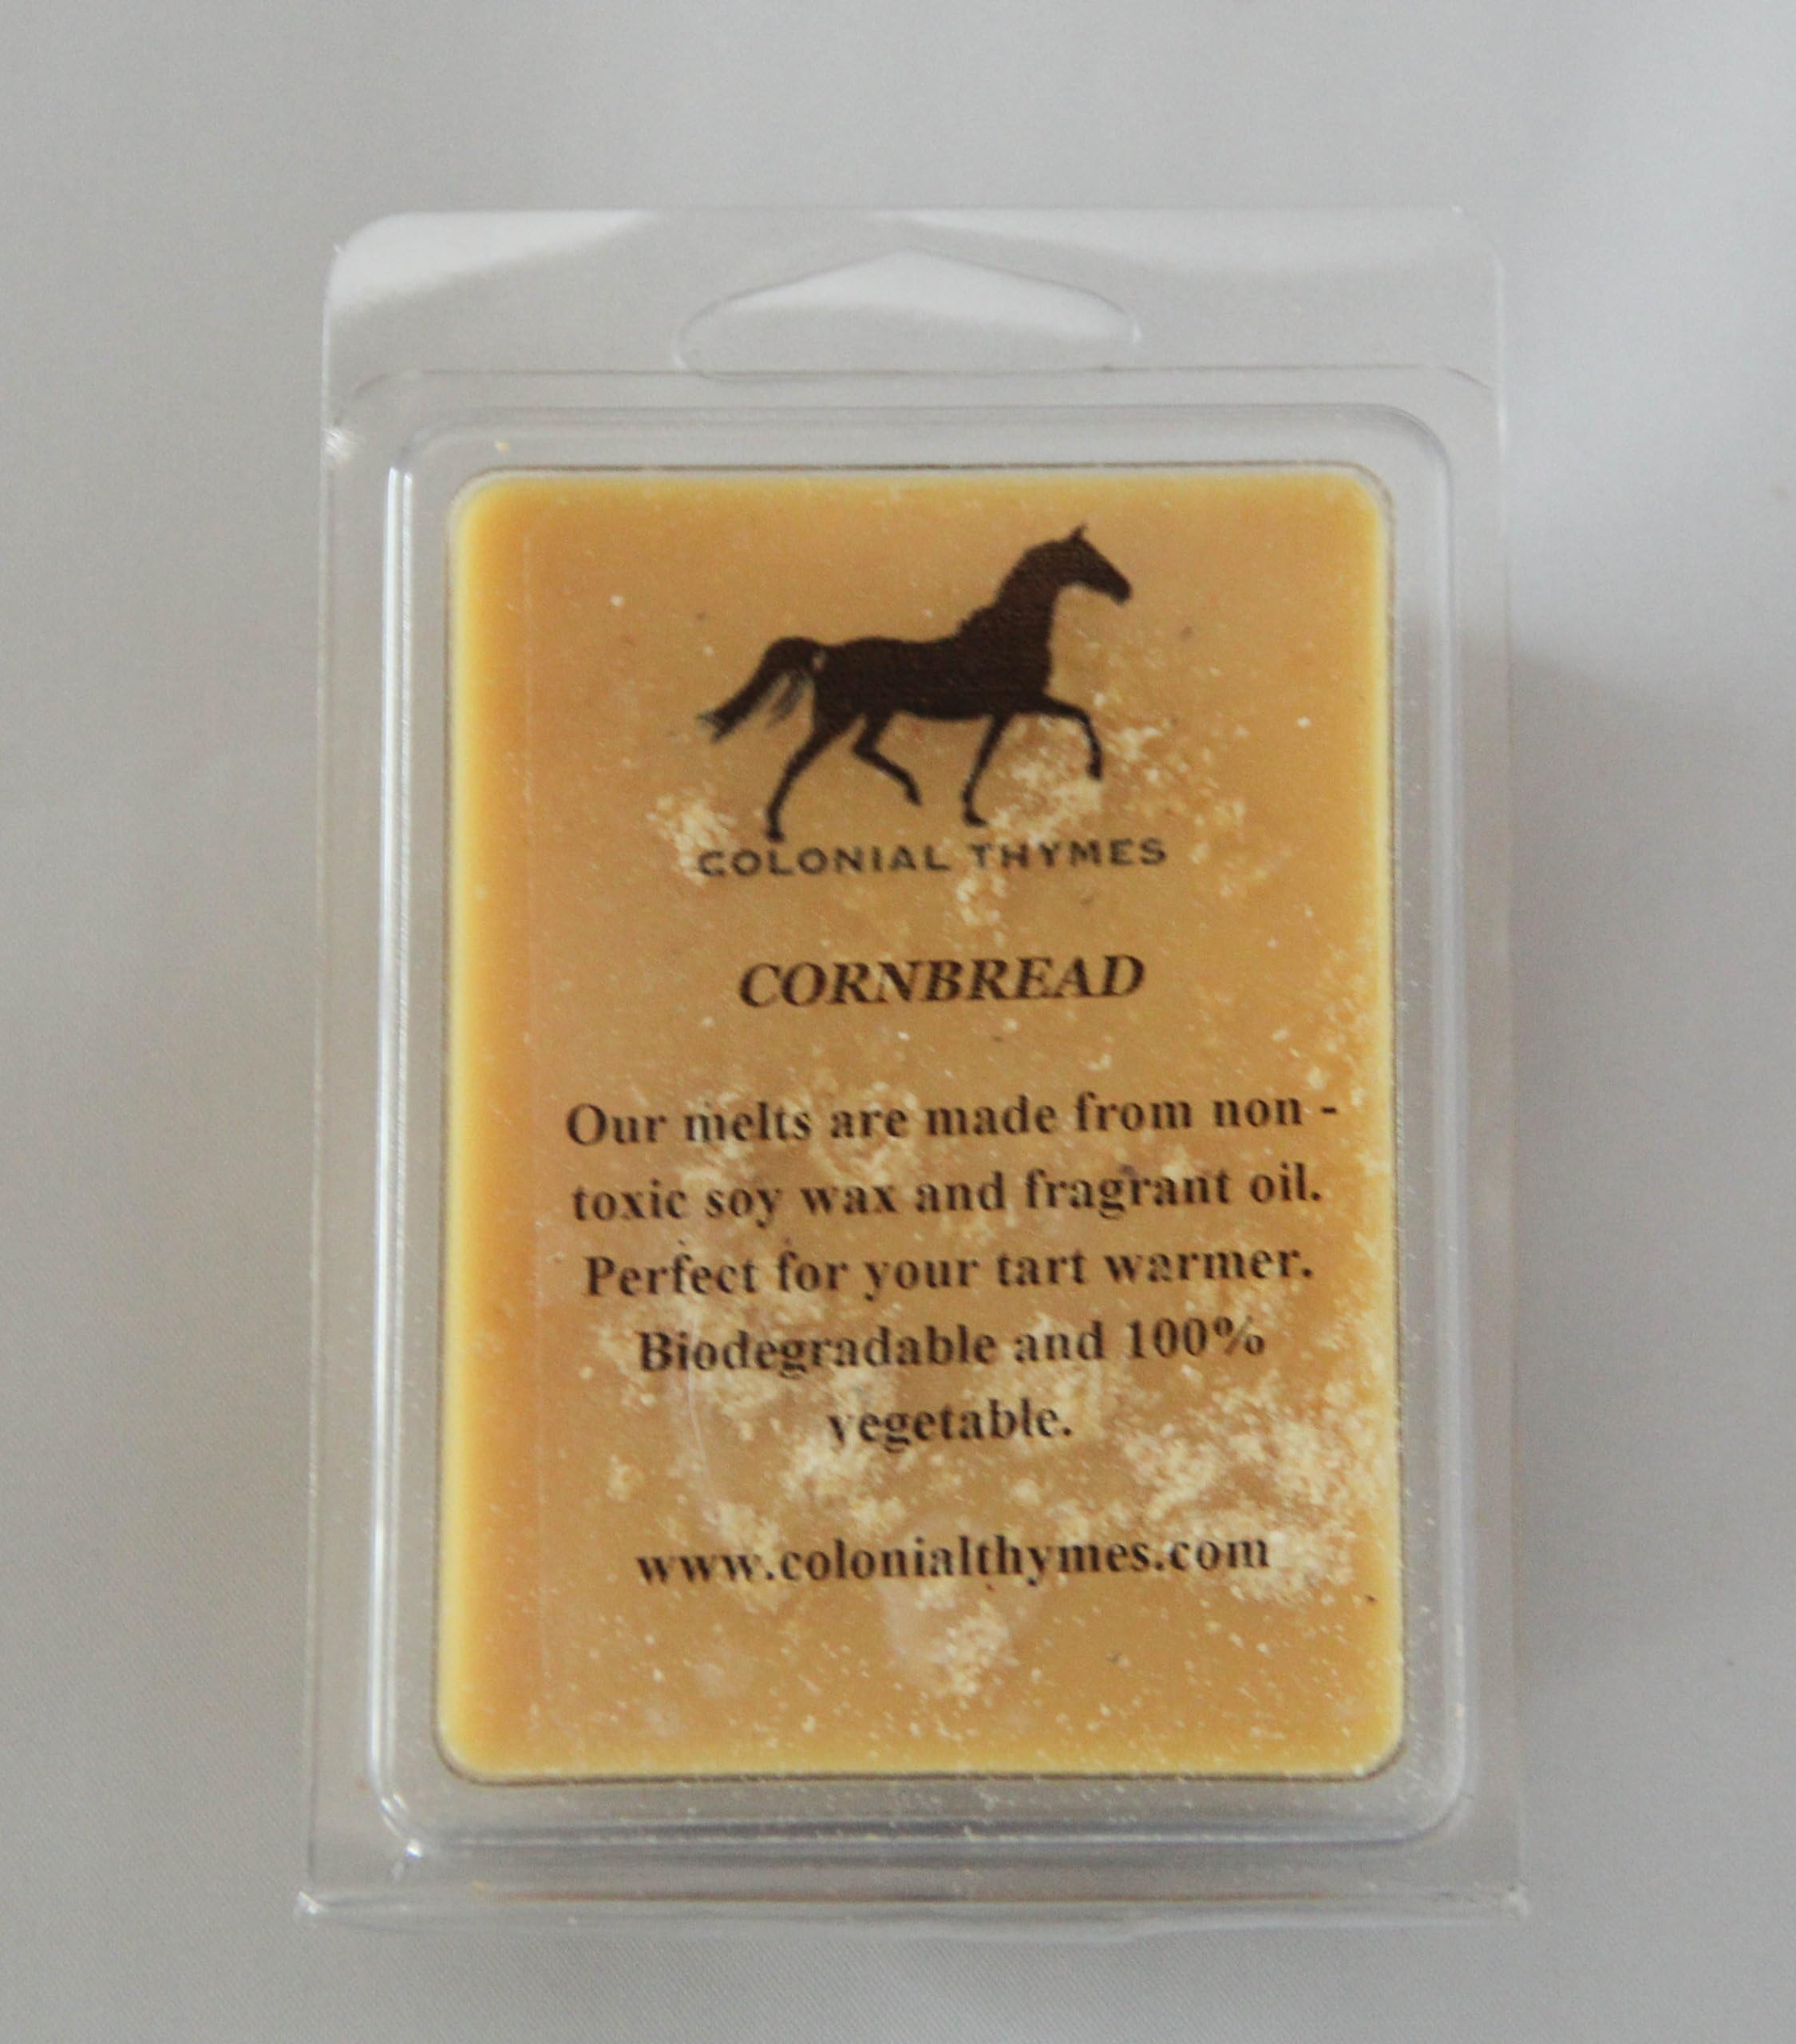 COLONIAL THYMES
CORNBREAD
Our melts are made from non -
toxic soy wax and fragrant oil.
Perfect for your tart warmer.
Biodegradable and 100%
vegetable.
www.colonialthymes.com